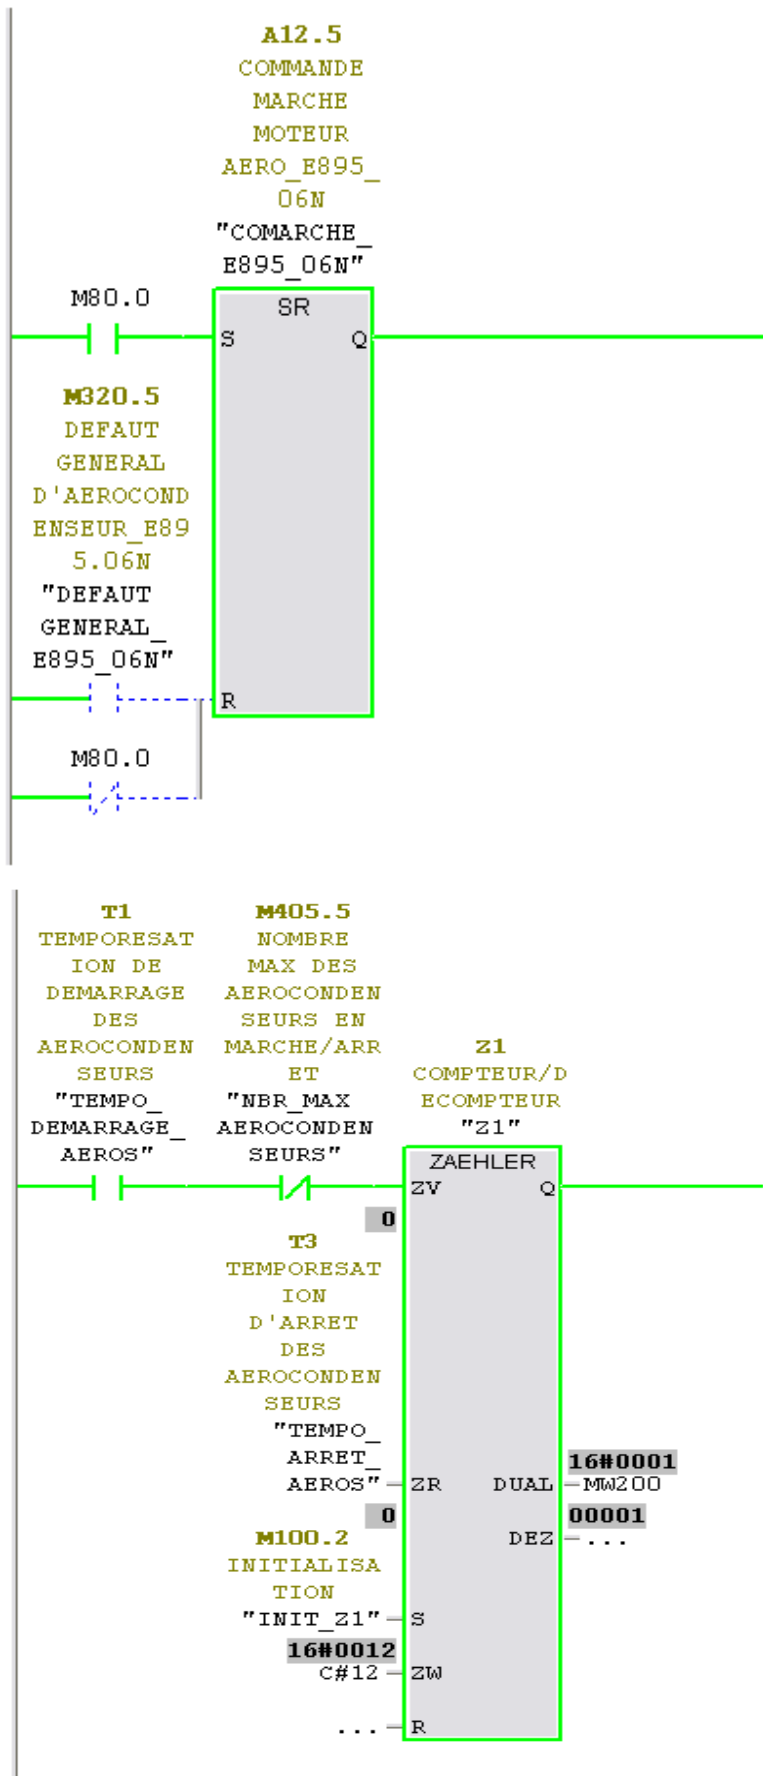 A12.5
COMMANDE
MARCHE
MOTEUR
AERO_E895_
06N
"COMARCHE_
E895_06N"
M80.0
SR
S
Q
M320.5
DEFAUT
GENERAL
D'AEROCOND
ENSEUR_E89
5.06N
"DEFAUT
GENERAL_
E895_06N"
R
M80.0
T1
TEMPORESAT
ION DE
DEMARRAGE
DES
AEROCONDEN
SEURS
"TEMPO_
DEMARRAGE_
AEROS"
M405.5
NOMBRE
MAX DES
AEROCONDEN
SEURS EN
MARCHE/ARR
ET
"NBR_MAX
AEROCONDEN
SEURS"
Z1
COMPTEUR/D
ECOMPTEUR
"Z1"
ZAEHLER
ZV
Q
0
T3
TEMPORESAT
ION
D'ARRET
DES
AEROCONDEN
SEURS
"TEMPO_
ARRET_
AEROS"
ZR
DUAL
16#0001
MW200
0
00001
DEZ
...
M100.2
INITIALISA
TION
"INIT_Z1"
S
16#0012
C#12
ZW
...
R